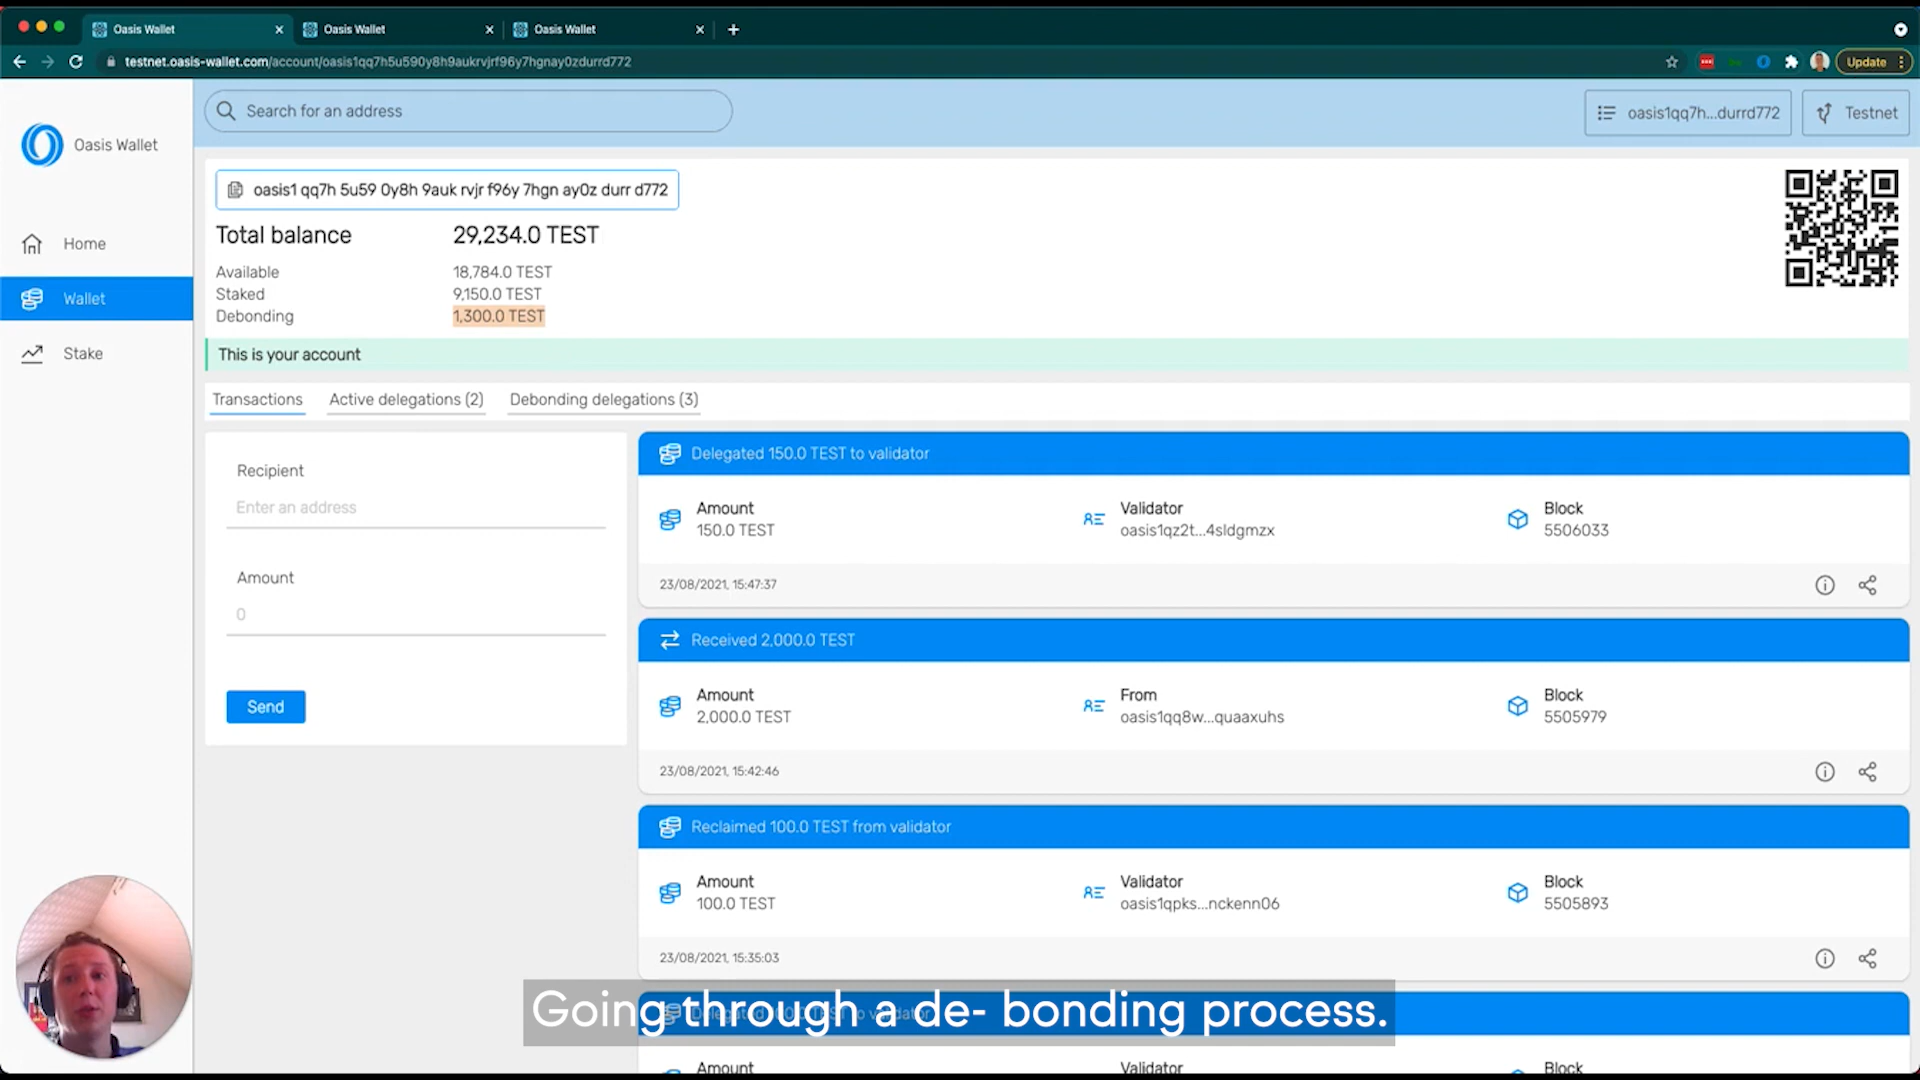 Oasis Wallet
Oasis Wallet
Oasis Wallet
testnet.oasis-wallet.com/account/oasis1qq7h5u590y8h9aukrvjrf96y7hgnay0zdurrd772
Update
Oasis Wallet
Search for an address
oasis1qq7h...durrd772
Testnet
Home
Wallet
Stake
oasis1 qq7h 5u59 0y8h 9auk rvjr f96y 7hgn ay0z durr d772
Total balance 29,234.0 TEST
Available 18,784.0 TEST
Staked 9,150.0 TEST
Debonding 1,300.0 TEST
This is your account
Transactions Active delegations (2) Debonding delegations (3)
Recipient
Enter an address
Amount
0
Send
Delegated 150.0 TEST to validator
Amount Validator Block
150.0 TEST oasis1qz2t...4sldgmzx 5506033
23/08/2021, 15:47:37
Received 2,000.0 TEST
Amount From Block
2,000.0 TEST oasis1qq8w...quaaxuhs 5505979
23/08/2021, 15:42:46
Reclaimed 100.0 TEST from validator
Amount Validator Block
100.0 TEST oasis1qpks...nckenn06 5505893
23/08/2021, 15:35:03
Going through a de- bonding process.
Amount Validator Block